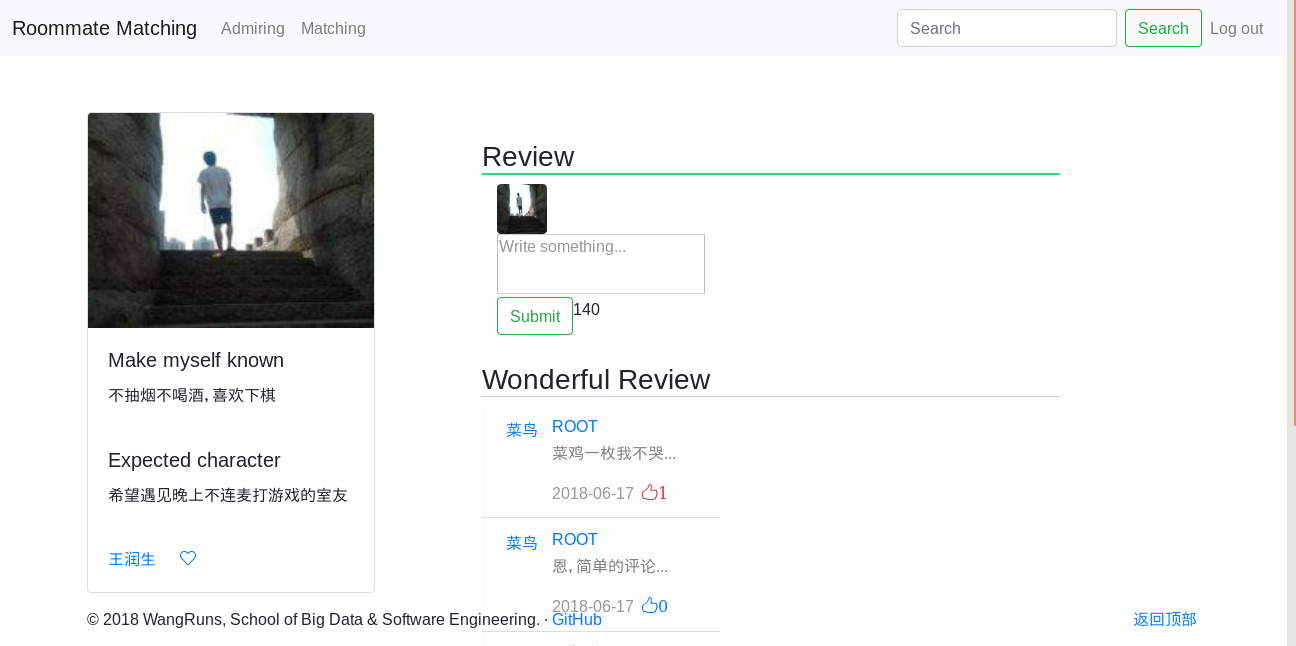 Roommate Matching Admiring Matching Search Search Log out
Make myself known
不抽烟不喝酒，喜欢下棋
Expected character
希望遇见晚上不连麦打游戏的室友
王润生
Review
Write something...
Submit 140
Wonderful Review
菜鸟 ROOT
菜鸡一枚我不哭...
2018-06-17 1
菜鸟 ROOT
恩，简单的评论...
2018-06-17 0
© 2018 WangRuns, School of Big Data & Software Engineering. · GitHub 返回顶部